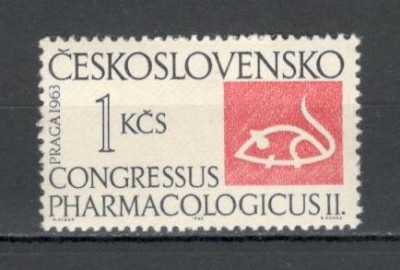 ČESKOSLOVENSKO
PRAGA 1963
1 KČS
CONGRESSUS
PHARMACOLOGICUS II.